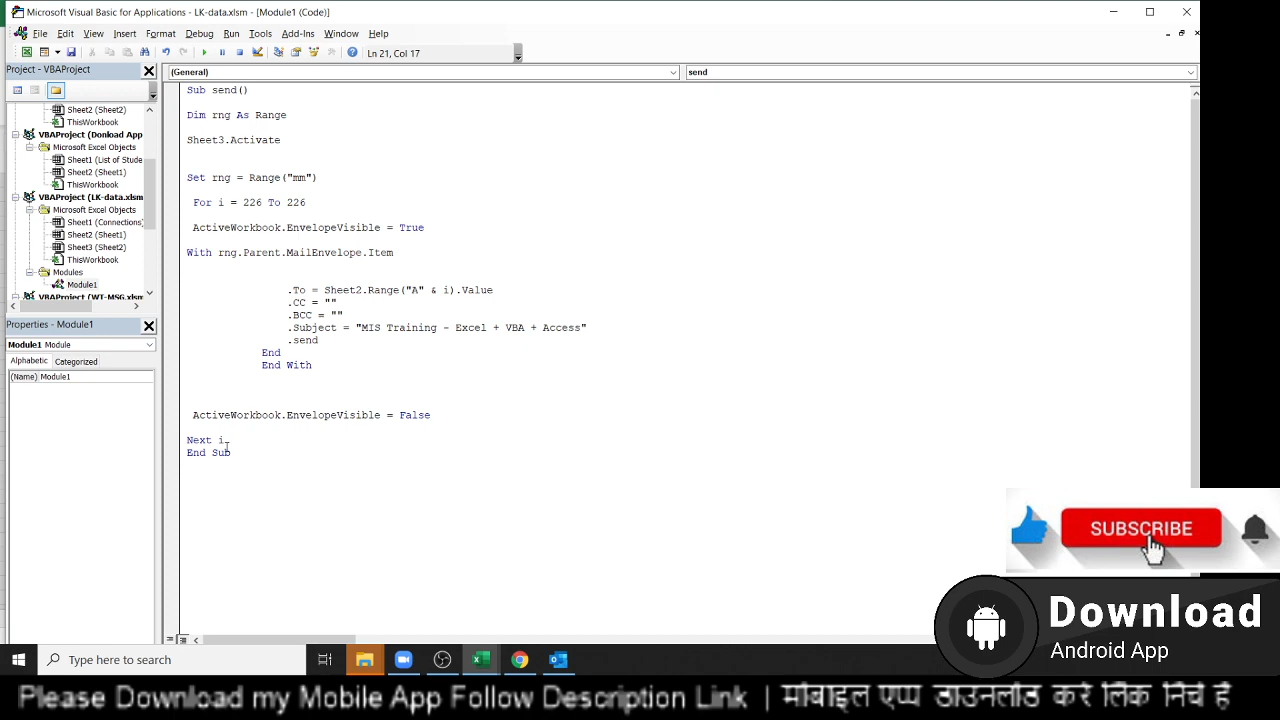 Microsoft Visual Basic for Applications - LK-data.xlsm - [Module1 (Code)]
File Edit View Insert Format Debug Run Tools Add-Ins Window Help
Ln 21, Col 17
Project - VBAProject
(General) send
Sheet2 (Sheet2)
ThisWorkbook
VBAProject (Donload App
Microsoft Excel Objects
Sheet1 (List of Stude
Sheet2 (Sheet1)
ThisWorkbook
VBAProject (LK-data.xlsm
Microsoft Excel Objects
Sheet1 (Connections)
Sheet2 (Sheet1)
Sheet3 (Sheet2)
ThisWorkbook
Modules
Module1
VBAProject (WT-MSG.xlsm
Properties - Module1
Module1 Module
Alphabetic Categorized
(Name) Module1
Sub send()
Dim rng As Range
Sheet3.Activate
Set rng = Range("mm")
For i = 226 To 226
ActiveWorkbook.EnvelopeVisible = True
With rng.Parent.MailEnvelope.Item
.To = Sheet2.Range("A" & i).Value
.CC = ""
.BCC = ""
.Subject = "MIS Training - Excel + VBA + Access"
.send
End
End With
ActiveWorkbook.EnvelopeVisible = False
Next i
End Sub
SUBSCRIBE
Download
Android App
Type here to search
Please Download my Mobile App Follow Description Link | मोबाइल एप्प डाउनलोड करे लिंक निचे है